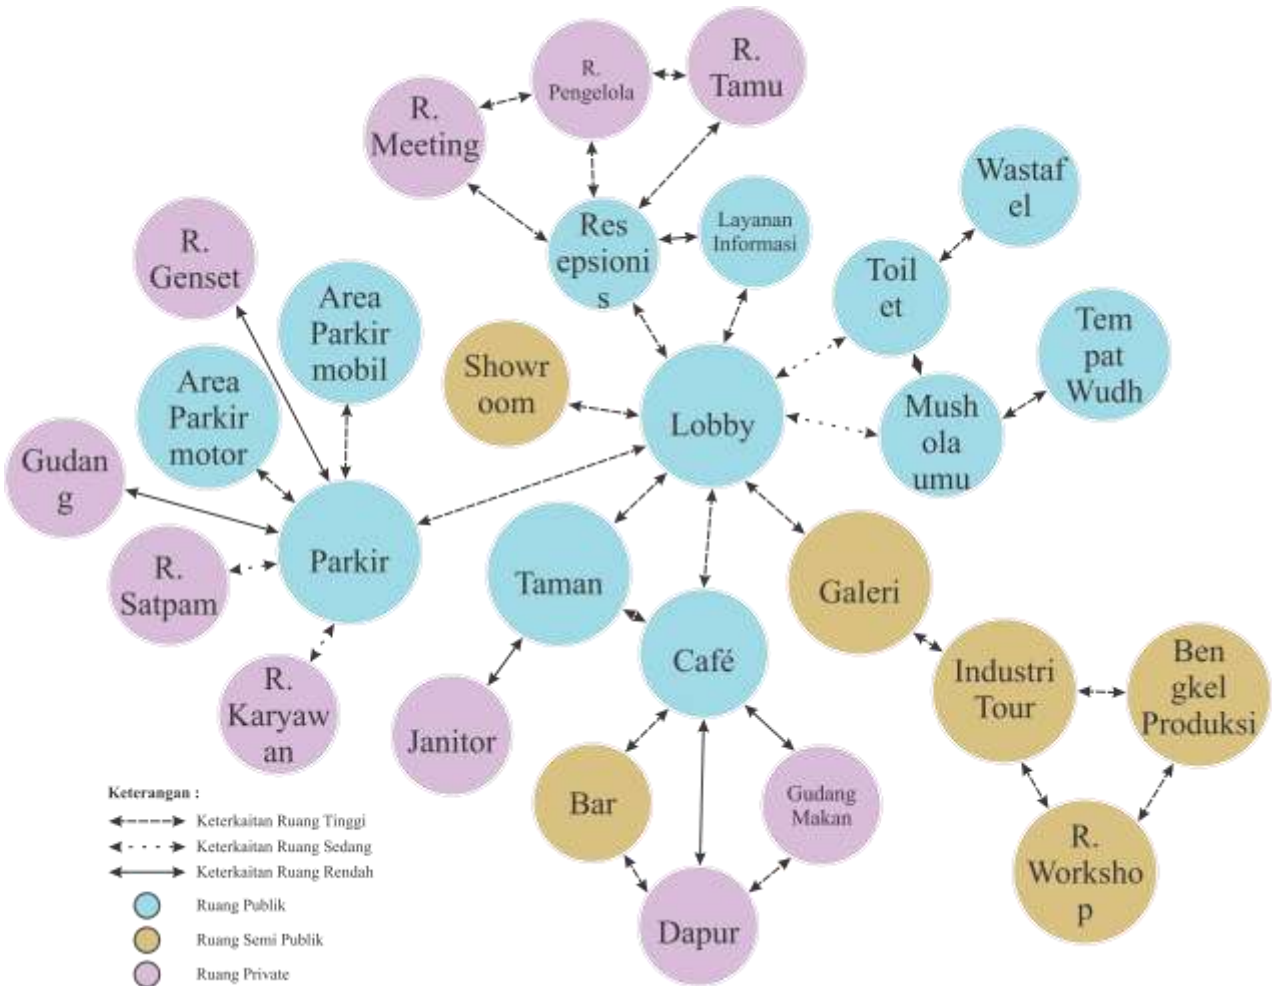 R.
Pengelola
R.
Tamu
R.
Meeting
Wastaf
el
Res
epsioni
s
Layanan
Informasi
R.
Genset
Toil
et
Area
Parkir
mobil
Tem
pat
Wudh
Showr
oom
Area
Parkir
motor
Lobby
Mush
ola
umu
Gudan
g
Parkir
R.
Satpam
Taman
Galeri
Café
Industri
Tour
Ben
gkel
Produksi
R.
Karyaw
an
Janitor
Bar
Gudang
Makan
R.
Worksho
p
Dapur
Keterangan :
Keterkaitan Ruang Tinggi
Keterkaitan Ruang Sedang
Keterkaitan Ruang Rendah
Ruang Publik
Ruang Semi Publik
Ruang Private